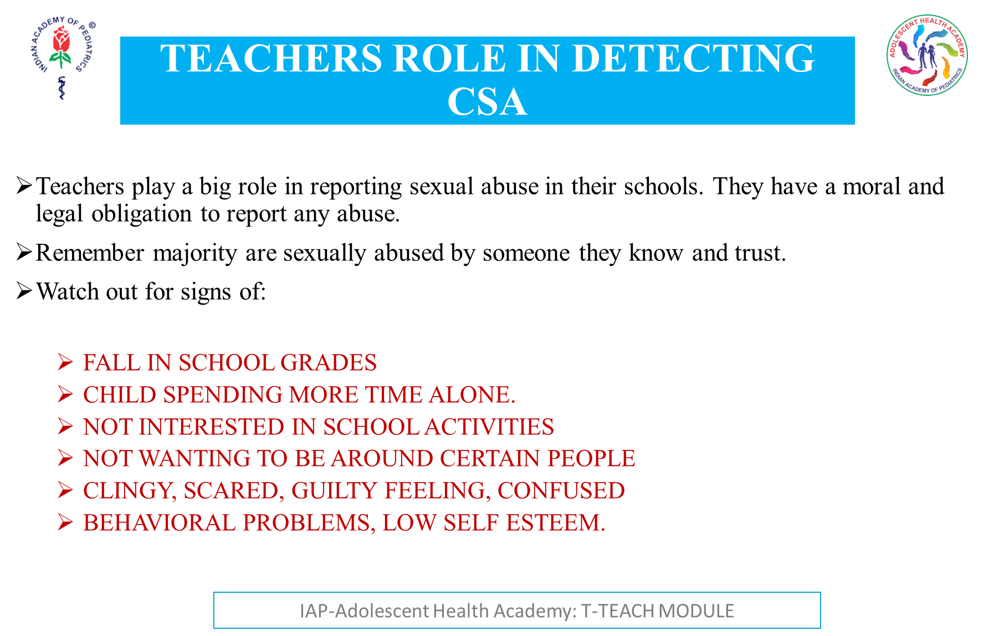 INDIAN ACADEMY OF PEDIATRICS ©
ADOLESCENT HEALTH ACADEMY
INDIAN ACADEMY OF PEDIATRICS
TEACHERS ROLE IN DETECTING
CSA
➢Teachers play a big role in reporting sexual abuse in their schools. They have a moral and
legal obligation to report any abuse.
➢Remember majority are sexually abused by someone they know and trust.
➢Watch out for signs of:
➢ FALL IN SCHOOL GRADES
➢ CHILD SPENDING MORE TIME ALONE.
➢ NOT INTERESTED IN SCHOOL ACTIVITIES
➢ NOT WANTING TO BE AROUND CERTAIN PEOPLE
➢ CLINGY, SCARED, GUILTY FEELING, CONFUSED
➢ BEHAVIORAL PROBLEMS, LOW SELF ESTEEM.
IAP-Adolescent Health Academy: T-TEACH MODULE